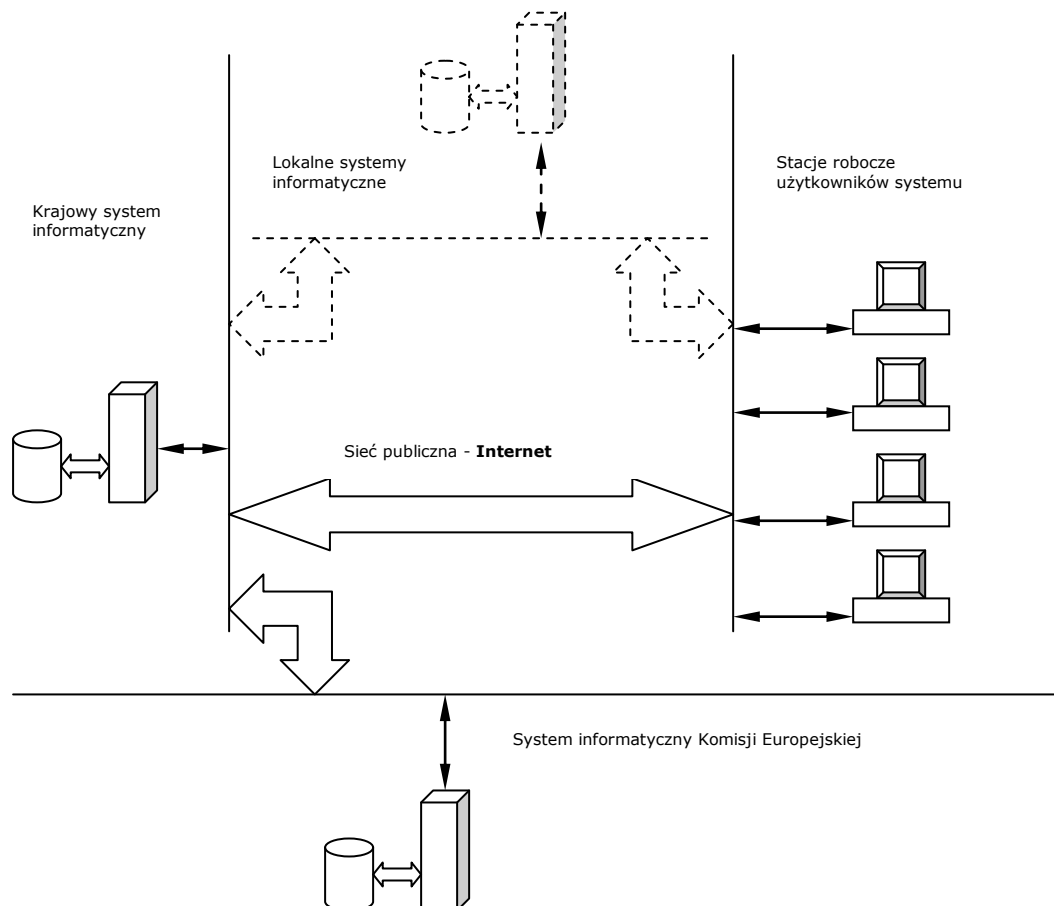 Lokalne systemy
informatyczne
Stacje robocze
użytkowników systemu
Krajowy system
informatyczny
Sieć publiczna - Internet
System informatyczny Komisji Europejskiej